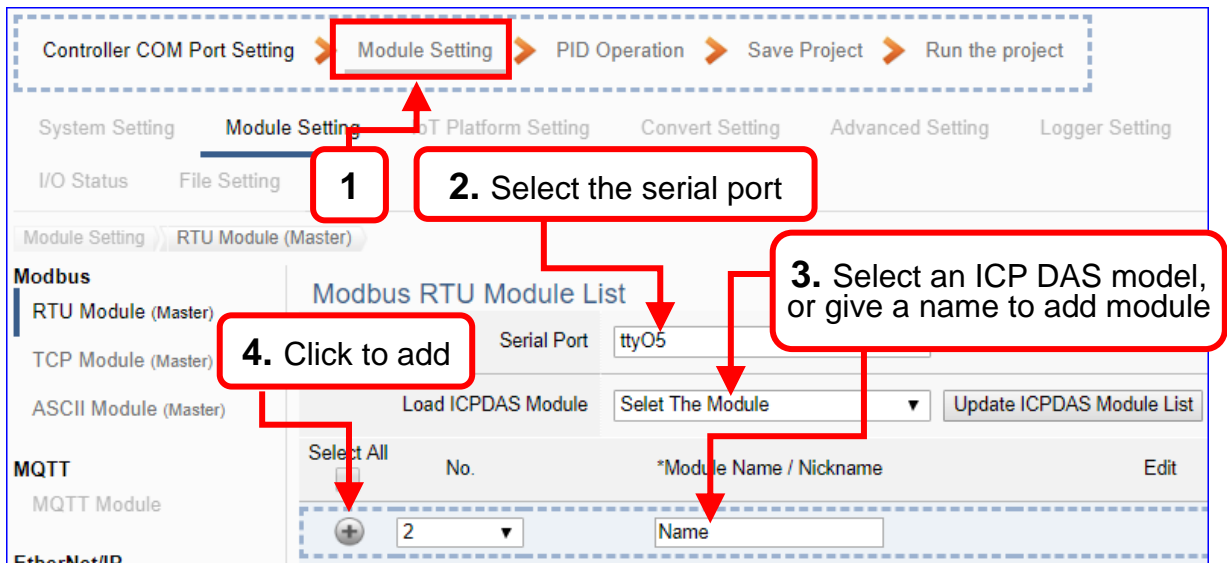 Controller COM Port Setting Module Setting PID Operation Save Project Run the project
System Setting Module Setting IoT Platform Setting Convert Setting Advanced Setting Logger Setting
I/O Status File Setting
1
2. Select the serial port
Module Setting RTU Module (Master)
3. Select an ICP DAS model,
or give a name to add module
Modbus
RTU Module (Master)
TCP Module (Master)
ASCII Module (Master)
MQTT
MQTT Module
EtherNet/IP
Modbus RTU Module List
4. Click to add
Serial Port ttyO5
Load ICPDAS Module Selet The Module Update ICPDAS Module List
Select All No. *Module Name / Nickname Edit
2 Name